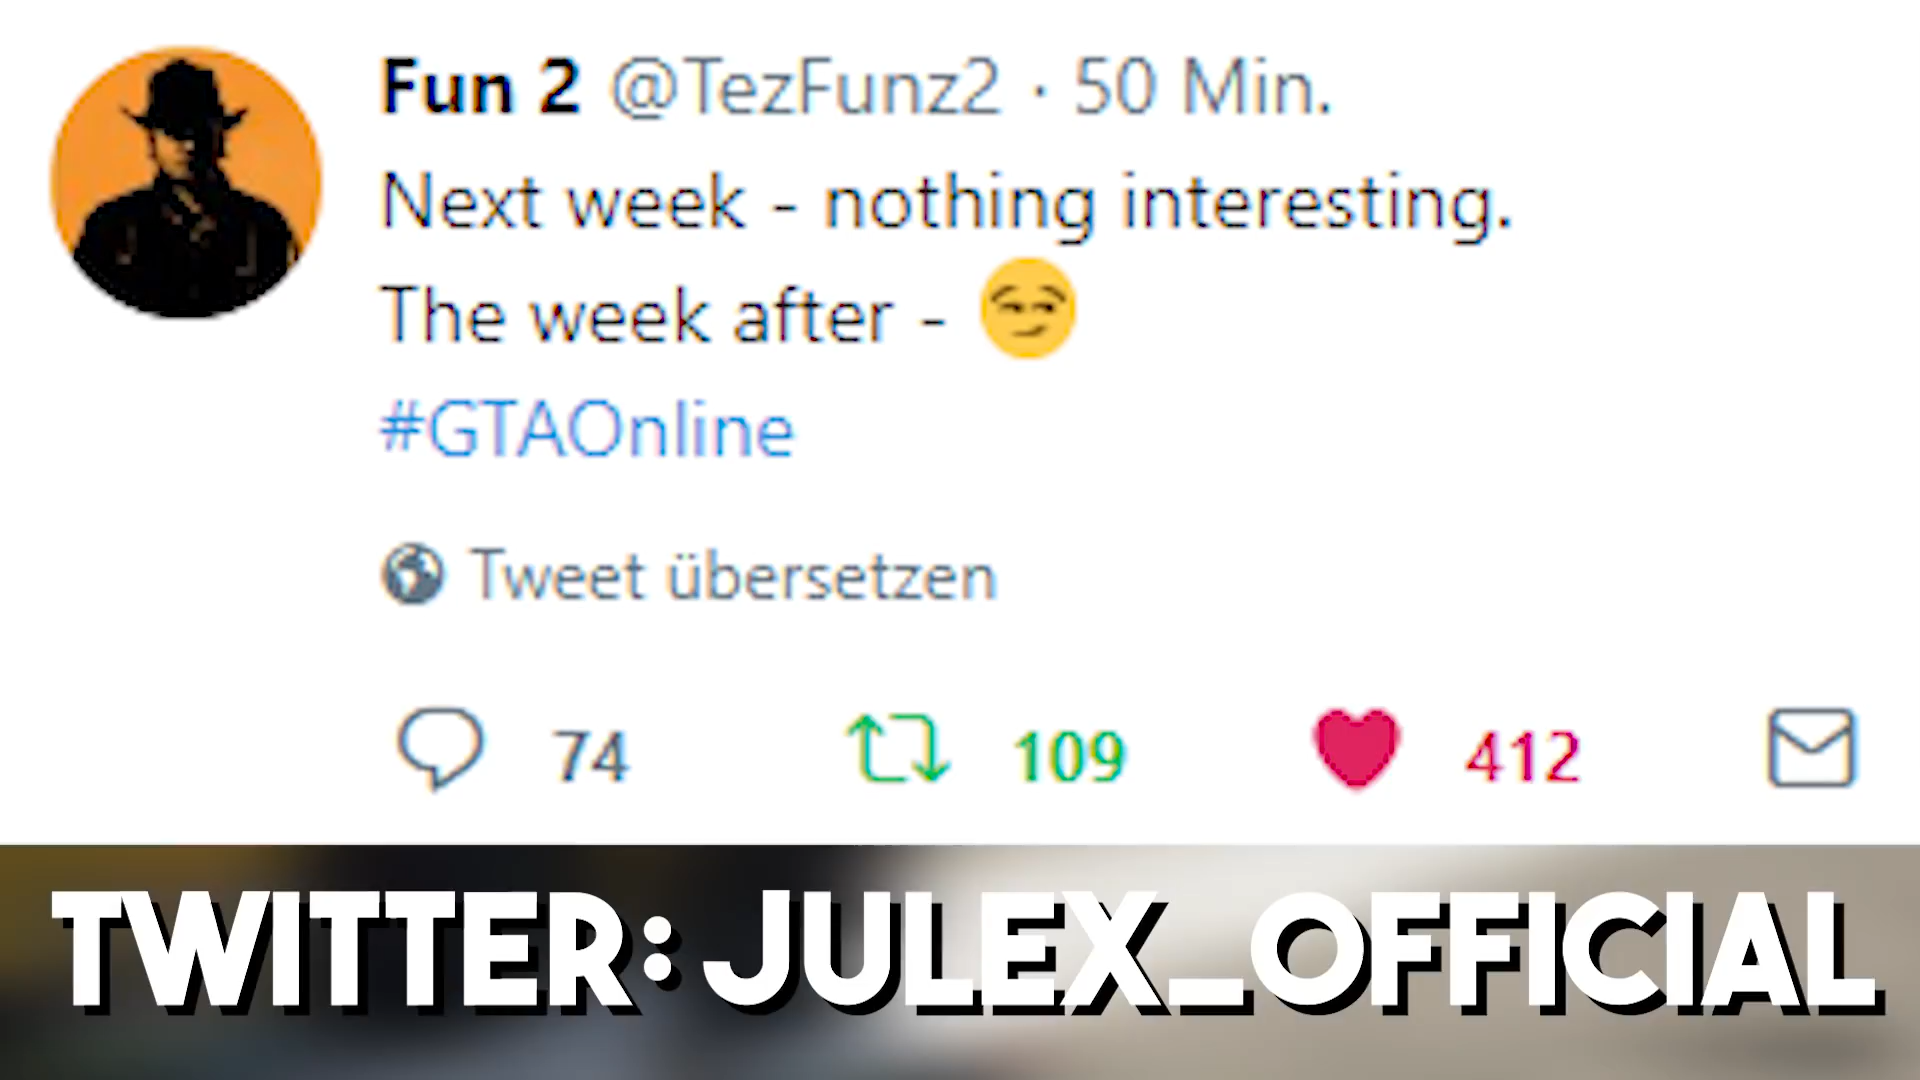 Fun 2 @TezFunz2 · 50 Min.
Next week - nothing interesting.
The week after - 😏
#GTAOnline
Tweet übersetzen
74 109 412
TWITTER: JULEX_OFFICIAL